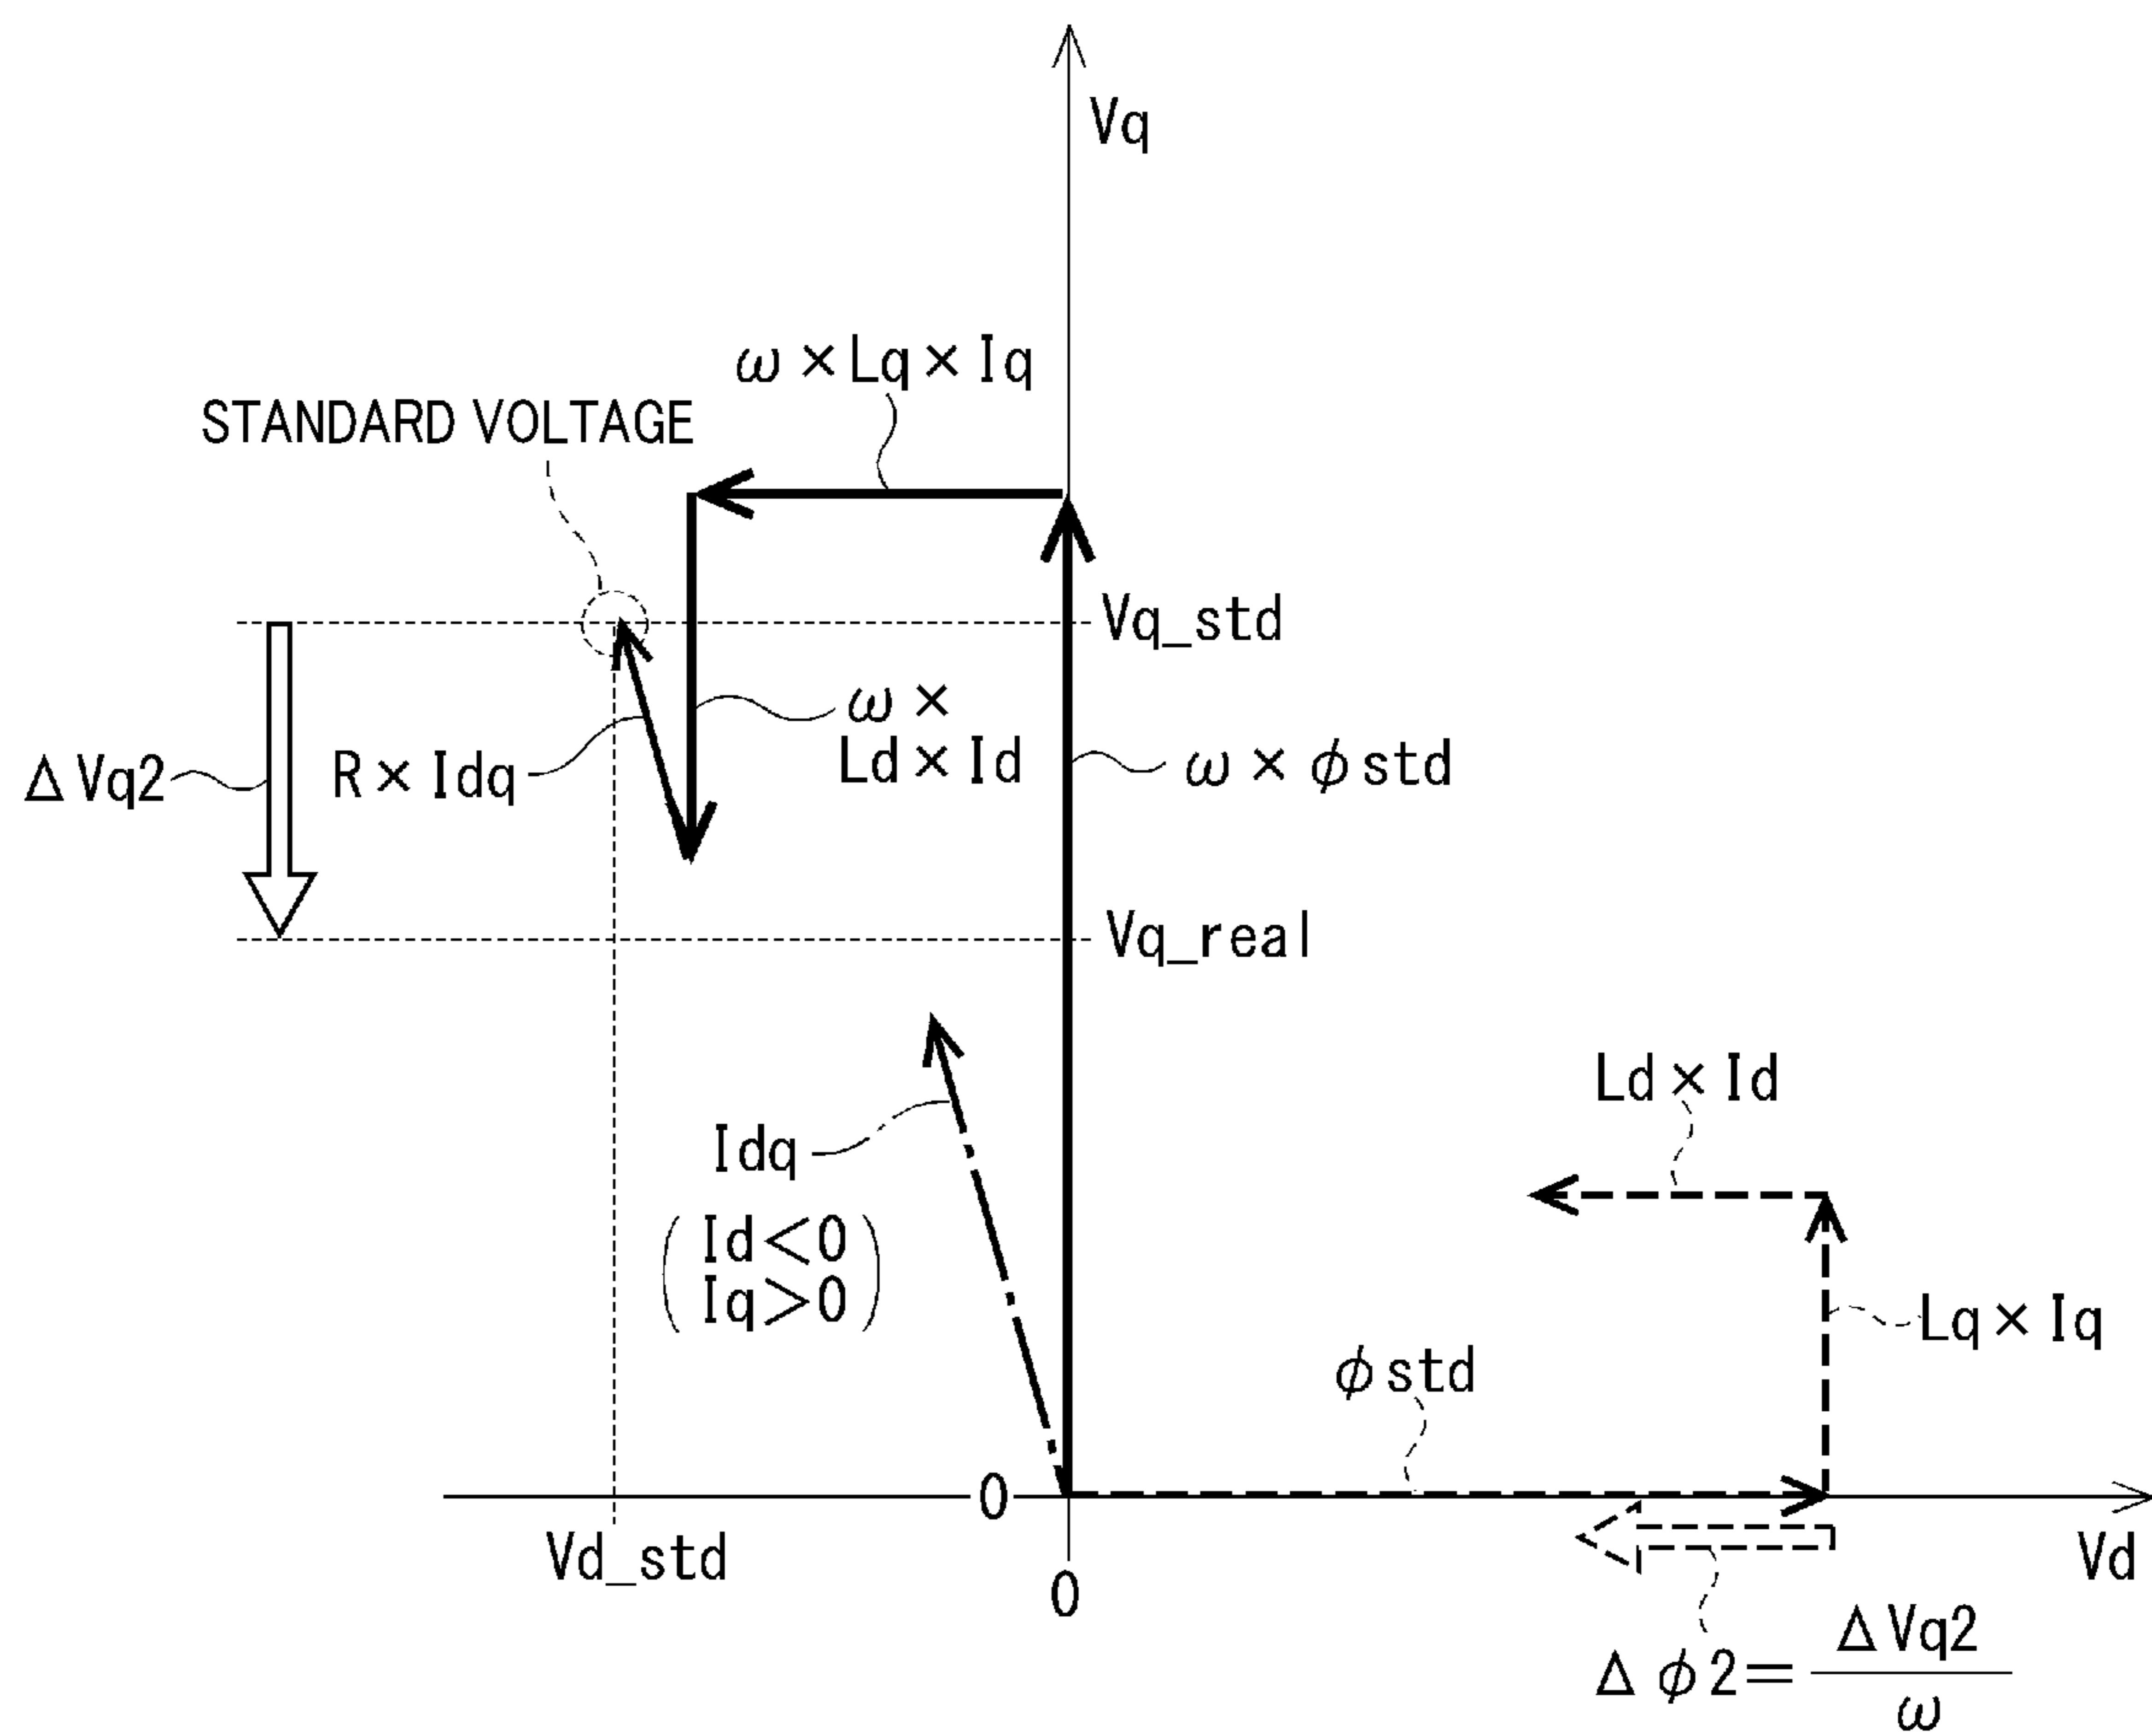 Vq
ω×Lq×Iq
STANDARD VOLTAGE
Vq_std
ω×
Ld×Id
ΔVq2
R×Idq
ω×φstd
Vq_real
Ld×Id
Idq
(Id<0
Iq>0)
Lq×Iq
φstd
0
Vd_std
0
Vd
Δφ2=ΔVq2
ω